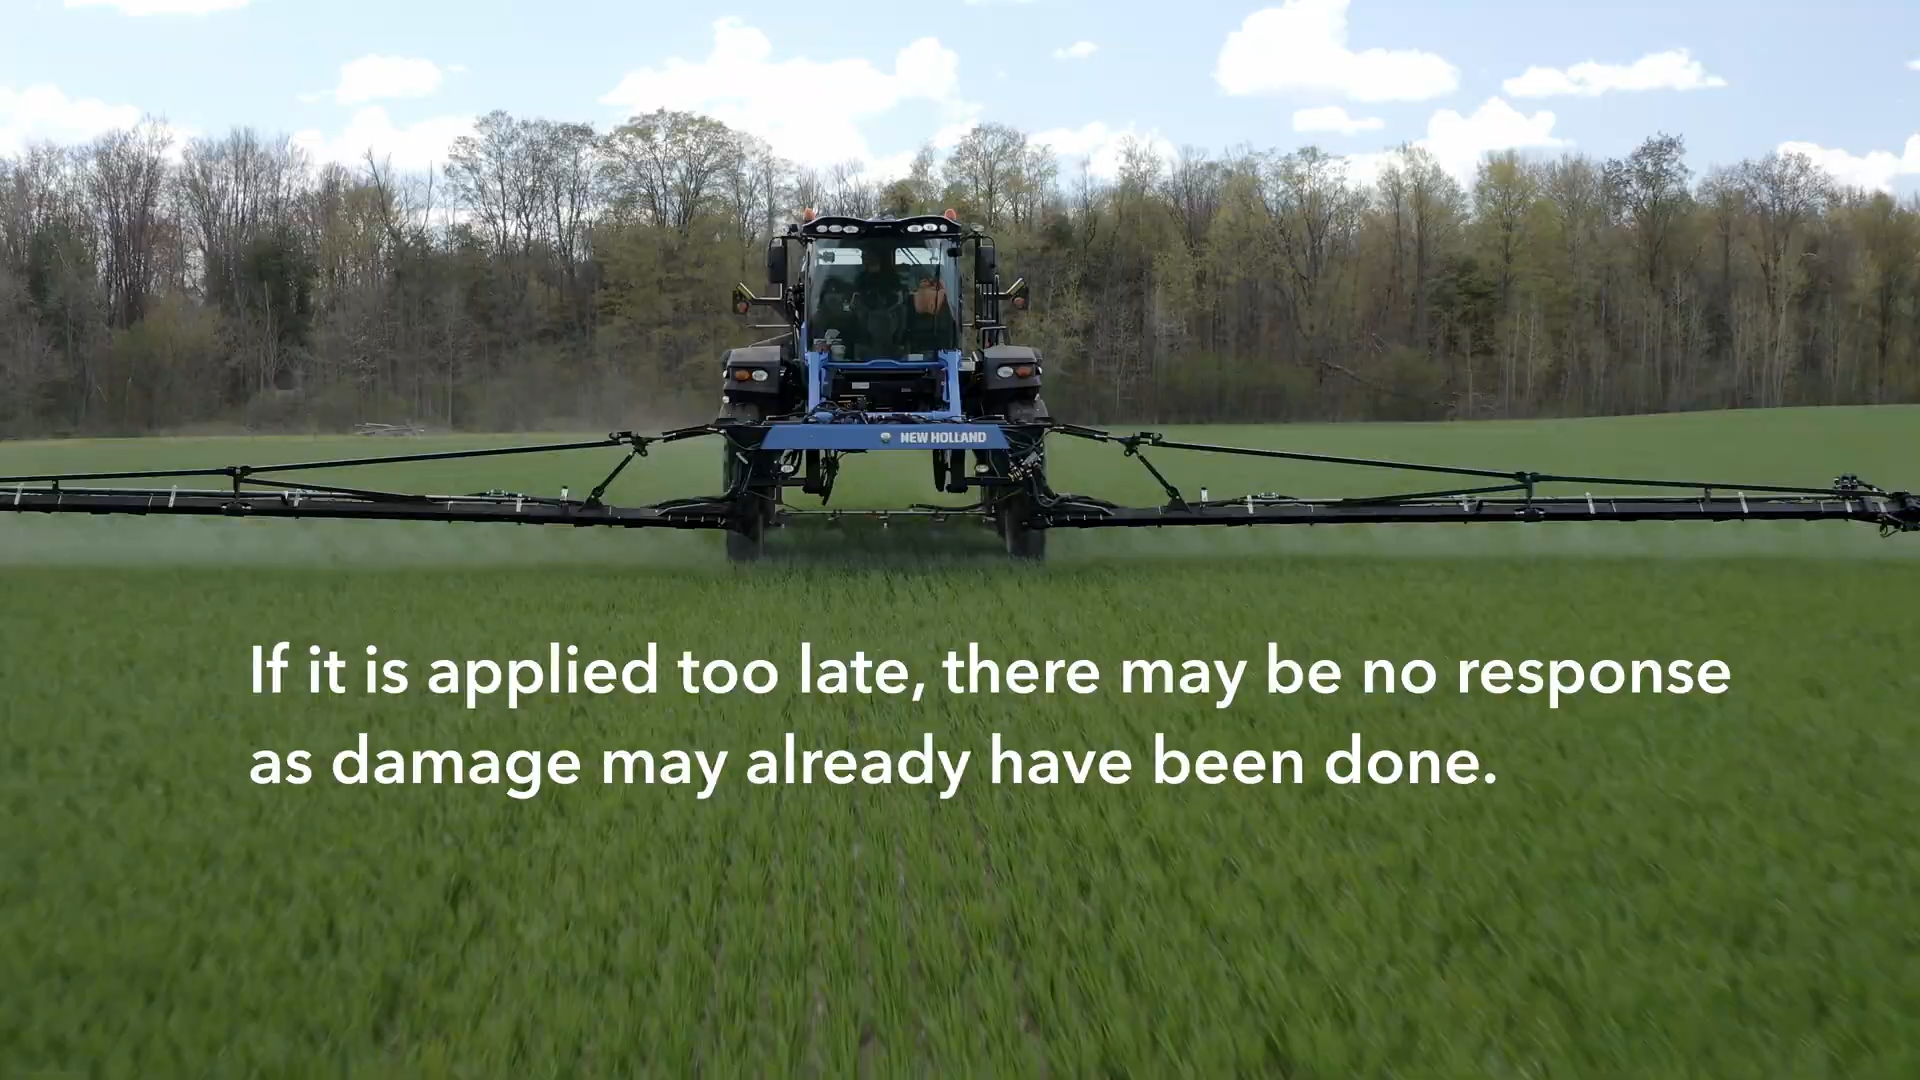 NEW HOLLAND
If it is applied too late, there may be no response
as damage may already have been done.